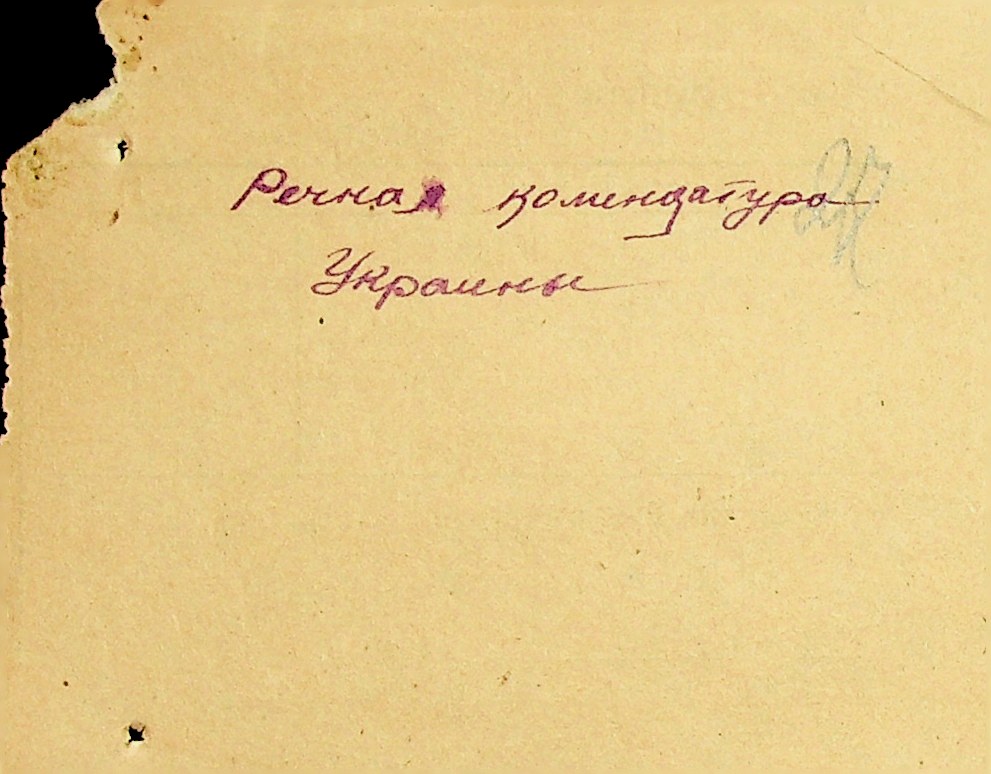 Речная комендатура
Украины